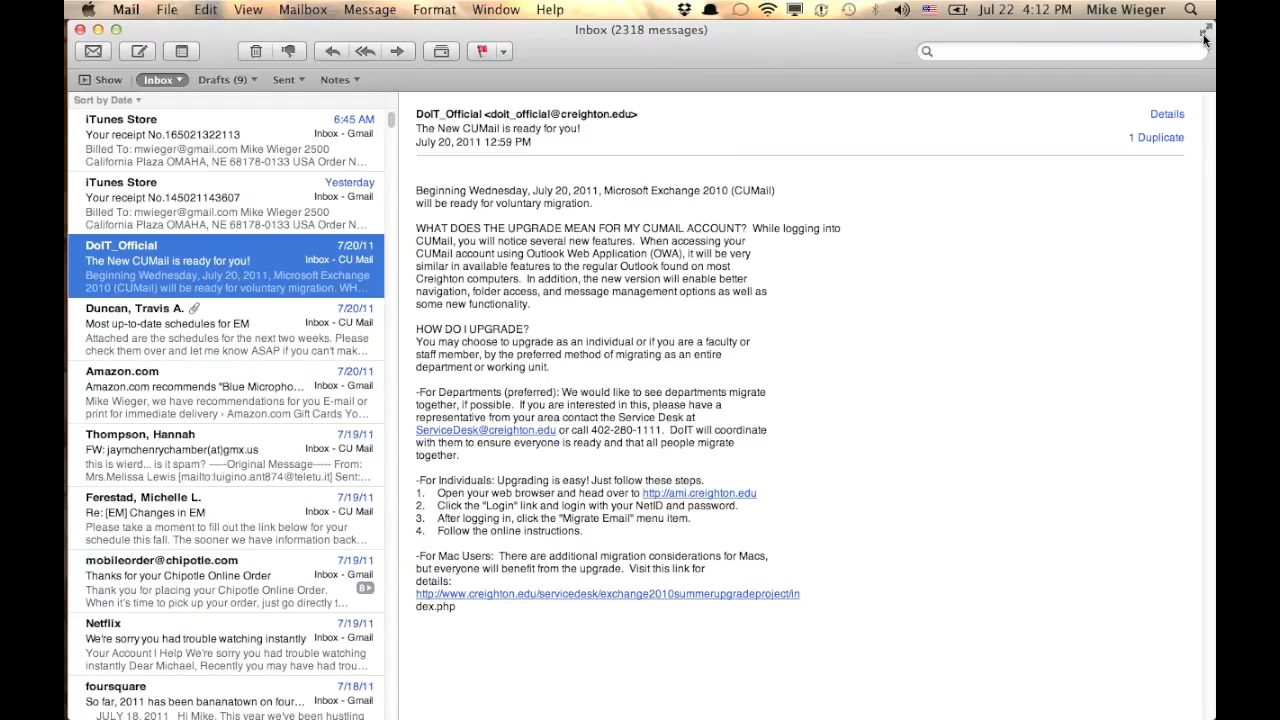 Mail File Edit View Mailbox Message Format Window Help Jul 22 4:12 PM Mike Wieger
Inbox (2318 messages)
Show Inbox Drafts (9) Sent Notes
Sort by Date
iTunes Store 6:45 AM
Your receipt No.165021322113 Inbox - Gmail
Billed To: mwieger@gmail.com Mike Wieger 2500
California Plaza OMAHA, NE 68178-0133 USA Order N...
iTunes Store Yesterday
Your receipt No.145021143607 Inbox - Gmail
Billed To: mwieger@gmail.com Mike Wieger 2500
California Plaza OMAHA, NE 68178-0133 USA Order N...
DoIT_Official 7/20/11
The New CUMail is ready for you! Inbox - CU Mail
Beginning Wednesday, July 20, 2011, Microsoft Exchange
2010 (CUMail) will be ready for voluntary migration. WH...
Duncan, Travis A. 7/20/11
Most up-to-date schedules for EM Inbox - CU Mail
Attached are the schedules for the next two weeks. Please
check them over and let me know ASAP if you can't mak...
Amazon.com 7/20/11
Amazon.com recommends "Blue Micropho... Inbox - Gmail
Mike Wieger, we have recommendations for you E-mail or
print for immediate delivery › Amazon.com Gift Cards Yo...
Thompson, Hannah 7/19/11
FW: jaymchenrychamber(at)gmx.us Inbox - CU Mail
this is wierd... is it spam? -----Original Message----- From:
Mrs.Melissa Lewis [mailto:luigino.ant874@teletu.it] Sent:...
Ferestad, Michelle L. 7/19/11
Re: [EM] Changes in EM Inbox - CU Mail
Please take a moment to fill out the link below for your
schedule this fall. The sooner we have information back...
mobileorder@chipotle.com 7/19/11
Thanks for your Chipotle Online Order Inbox - Gmail
Thank you for placing your Chipotle Online Order.
When it's time to pick up your order, just go directly t...
Netflix 7/19/11
We're sorry you had trouble watching instantly Inbox - Gmail
Your Account I Help We're sorry you had trouble watching
instantly Dear Michael, Recently you may have had trou...
foursquare 7/18/11
So far, 2011 has been bananatown on four... Inbox - Gmail
JULY 18, 2011 Hi Mike, This year we've been hustling
DoIT_Official <doit_official@creighton.edu> Details
The New CUMail is ready for you!
July 20, 2011 12:59 PM 1 Duplicate
Beginning Wednesday, July 20, 2011, Microsoft Exchange 2010 (CUMail)
will be ready for voluntary migration.
WHAT DOES THE UPGRADE MEAN FOR MY CUMAIL ACCOUNT? While logging into
CUMail, you will notice several new features. When accessing your
CUMail account using Outlook Web Application (OWA), it will be very
similar in available features to the regular Outlook found on most
Creighton computers. In addition, the new version will enable better
navigation, folder access, and message management options as well as
some new functionality.
HOW DO I UPGRADE?
You may choose to upgrade as an individual or if you are a faculty or
staff member, by the preferred method of migrating as an entire
department or working unit.
-For Departments (preferred): We would like to see departments migrate
together, if possible. If you are interested in this, please have a
representative from your area contact the Service Desk at
ServiceDesk@creighton.edu or call 402-280-1111. DoIT will coordinate
with them to ensure everyone is ready and that all people migrate
together.
-For Individuals: Upgrading is easy! Just follow these steps.
1. Open your web browser and head over to http://ami.creighton.edu
2. Click the "Login" link and login with your NetID and password.
3. After logging in, click the "Migrate Email" menu item.
4. Follow the online instructions.
-For Mac Users: There are additional migration considerations for Macs,
but everyone will benefit from the upgrade. Visit this link for
details:
http://www.creighton.edu/servicedesk/exchange2010summerupgradeproject/in
dex.php